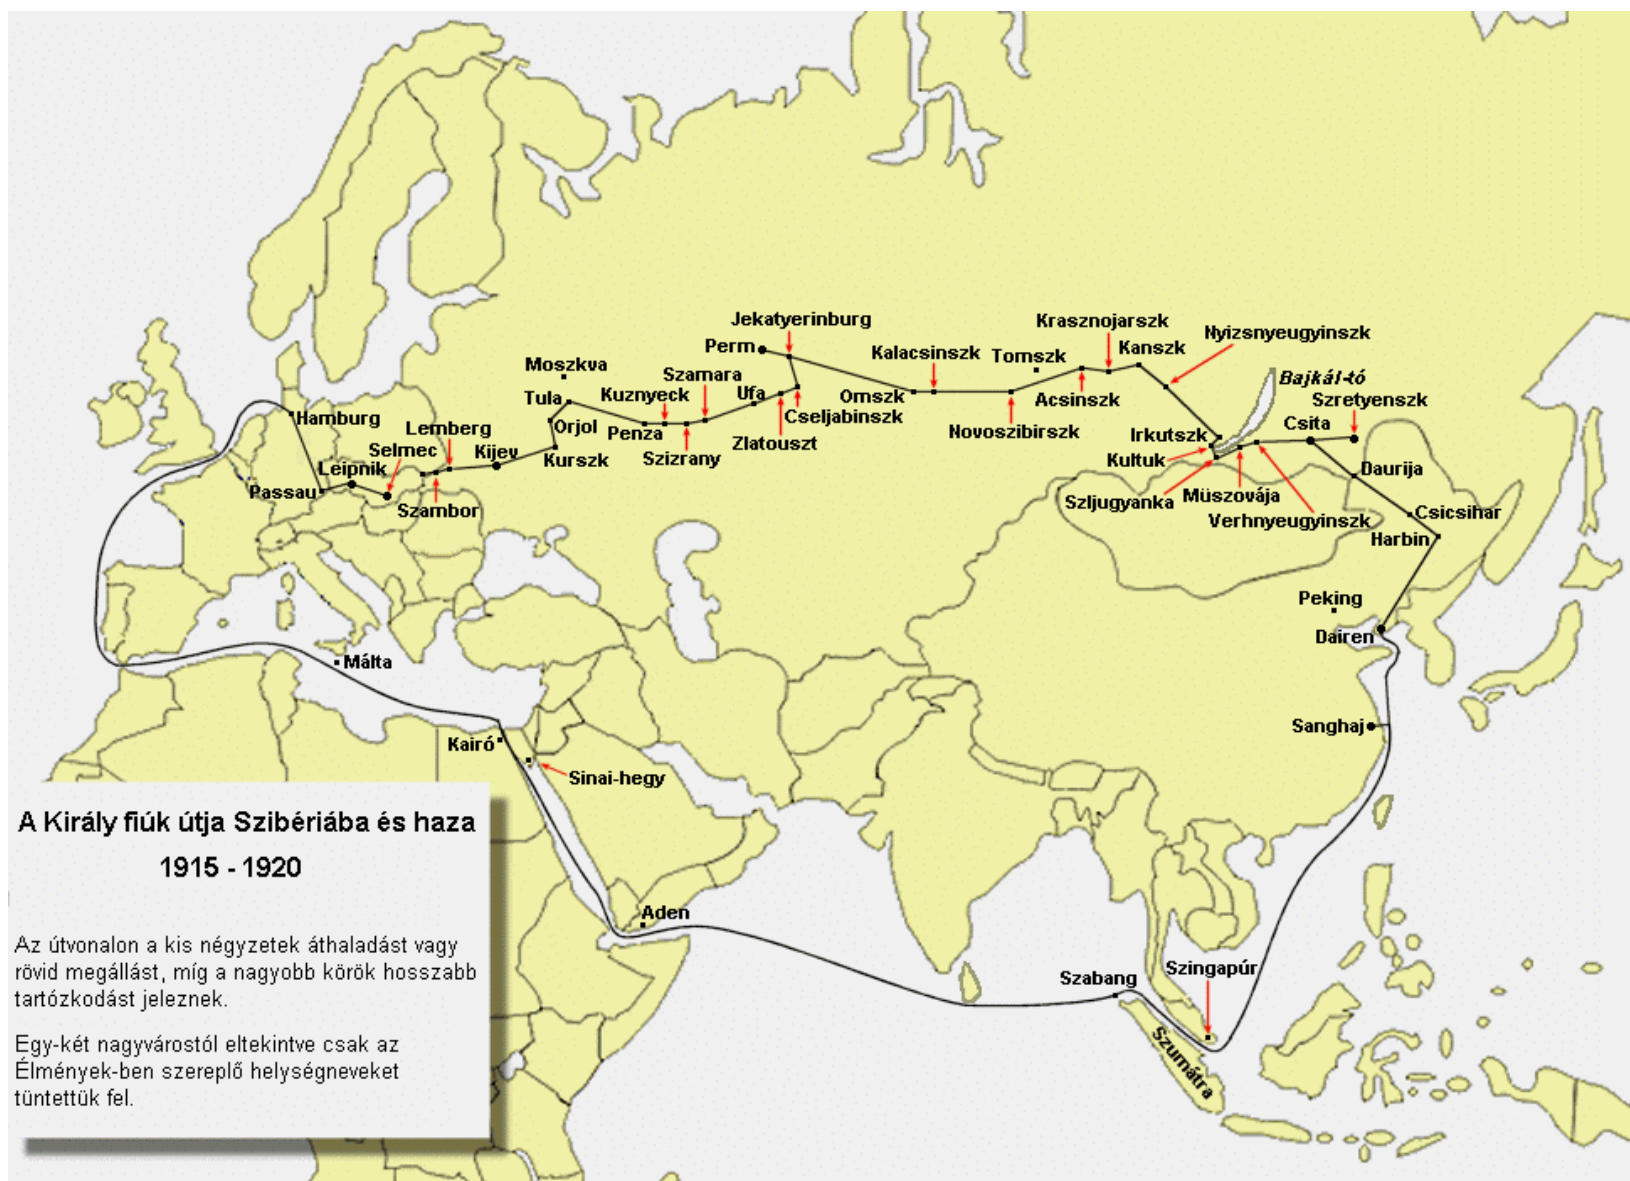 Jekatyerinburg
Krasznojarszk
Nyizsnyeugyinszk
Perm
Kalacsinszk
Tomszk
Kanszk
Moszkva
Szamara
Bajkál-tó
Kuznyeck
Ufa
Omszk
Acsinszk
Szretyenszk
Tula
Cseljabinszk
Hamburg
Orjol
Penza
Novoszibirszk
Csita
Lemberg
Zlatouszt
Irkutszk
Selmec
Kijev
Kurszk
Szizrany
Kultuk
Leipnik
Daurija
Passau
Szljugyanka
Müszovája
Szambor
Verhnyeugyinszk
Csicsihar
Harbin
Peking
Dairen
Málta
Sanghaj
Kairó
Sinai-hegy
A Király fiúk útja Szibériába és haza
1915 - 1920
Aden
Az útvonalon a kis négyzetek áthaladást vagy
rövid megállást, míg a nagyobb körök hosszabb
tartózkodást jeleznek.
Szingapúr
Szabang
Szumátra
Egy-két nagyvárostól eltekintve csak az
Élmények-ben szereplő helységneveket
tüntettük fel.